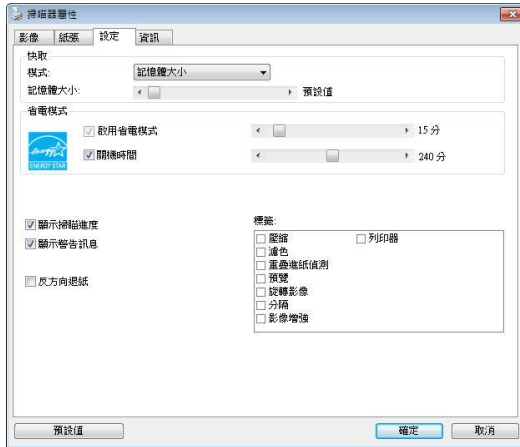 掃描器屬性
影像 紙張 設定 資訊
快取
模式: 記憶體大小
記憶體大小: 預設值
省電模式
啟用省電模式 15 分
關機時間 240 分
ENERGY STAR
顯示掃描進度
顯示警告訊息
反方向退紙
標籤:
壓縮 列印器
濾色
重疊進紙偵測
預覽
旋轉影像
分隔
影像增強
預設值 確定 取消